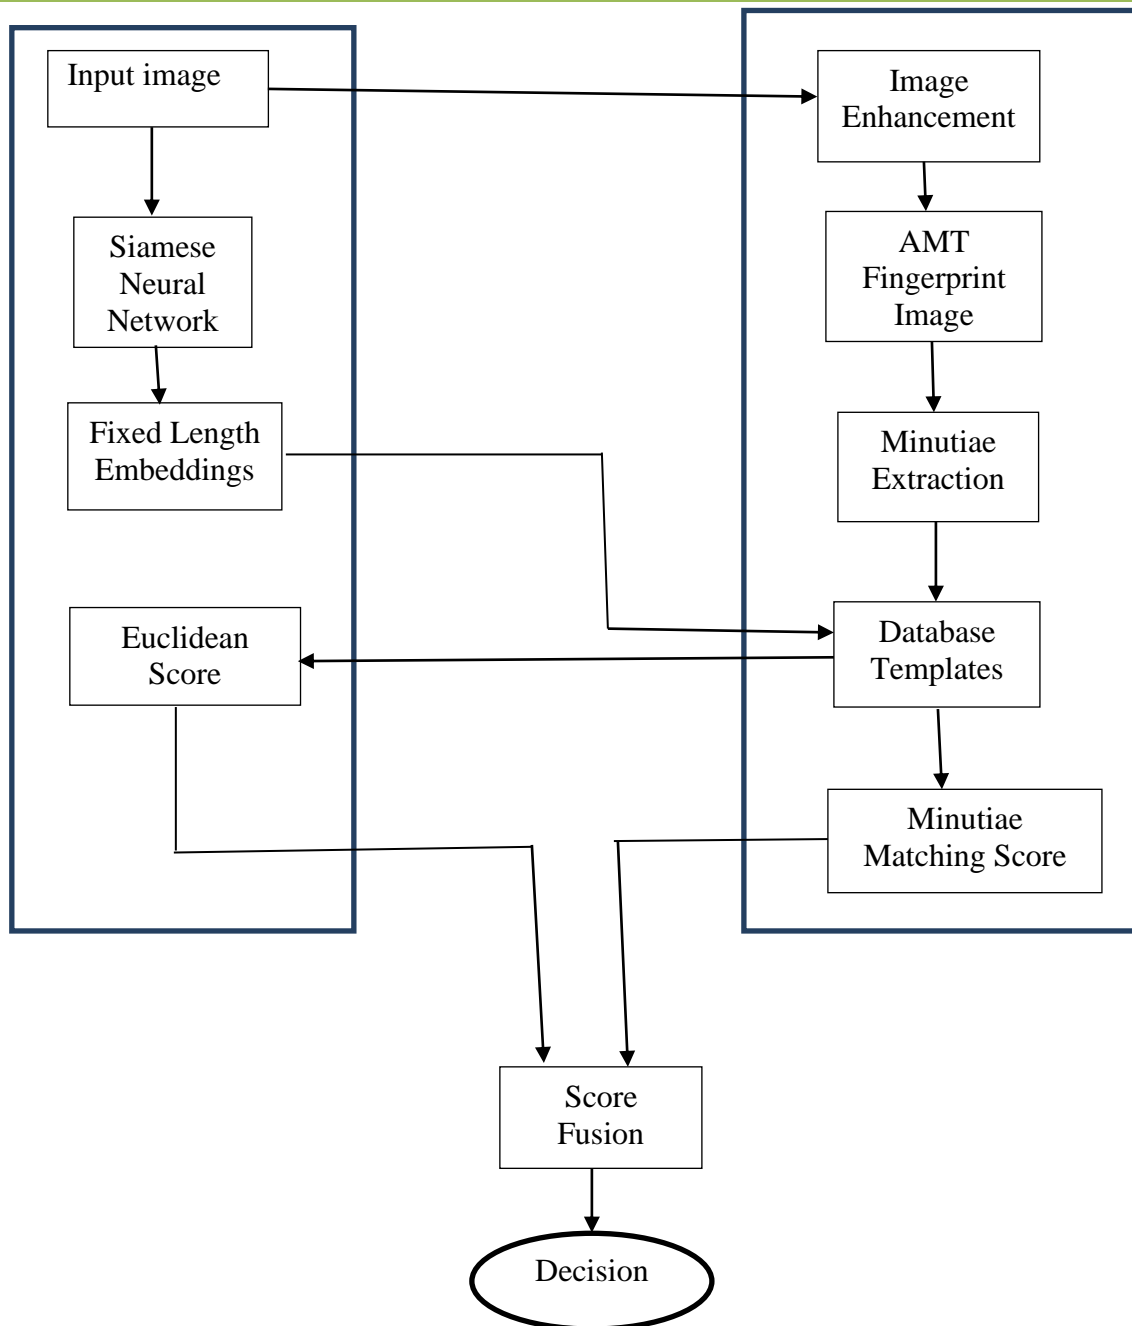 Input image
Siamese
Neural
Network
Fixed Length
Embeddings
Euclidean
Score
Image
Enhancement
AMT
Fingerprint
Image
Minutiae
Extraction
Database
Templates
Minutiae
Matching Score
Score
Fusion
Decision